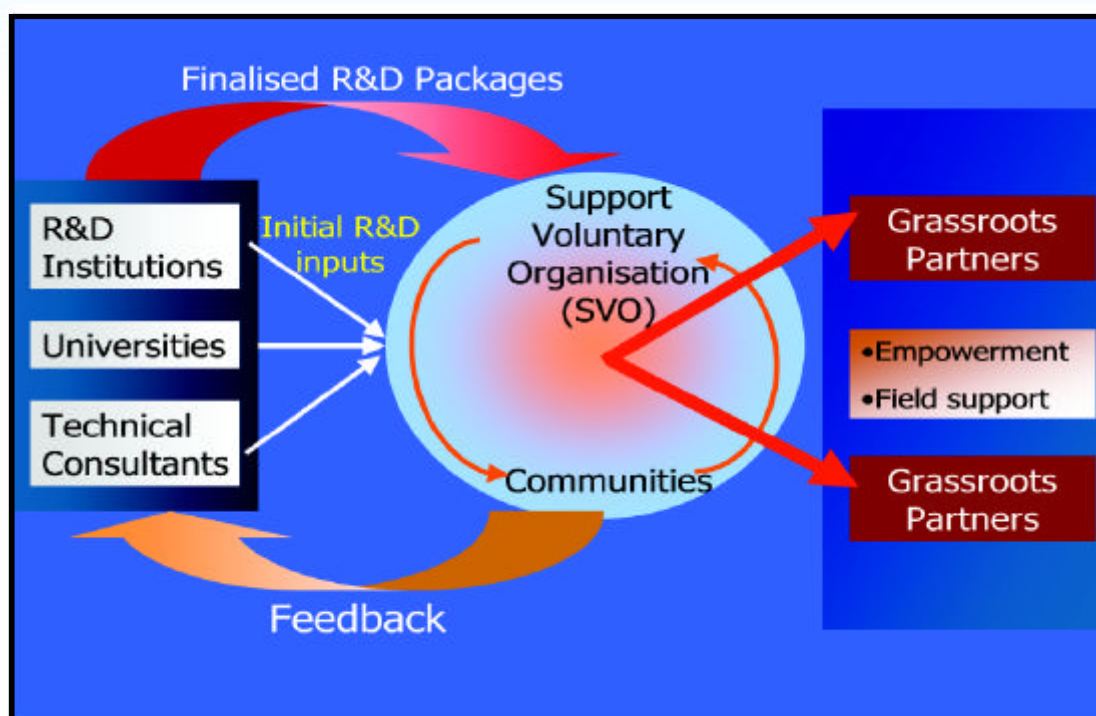 Finalised R&D Packages
R&D
Institutions
Universities
Technical
Consultants
Initial R&D
inputs
Support
Voluntary
Organisation
(SVO)
Communities
Grassroots
Partners
•Empowerment
•Field support
Grassroots
Partners
Feedback